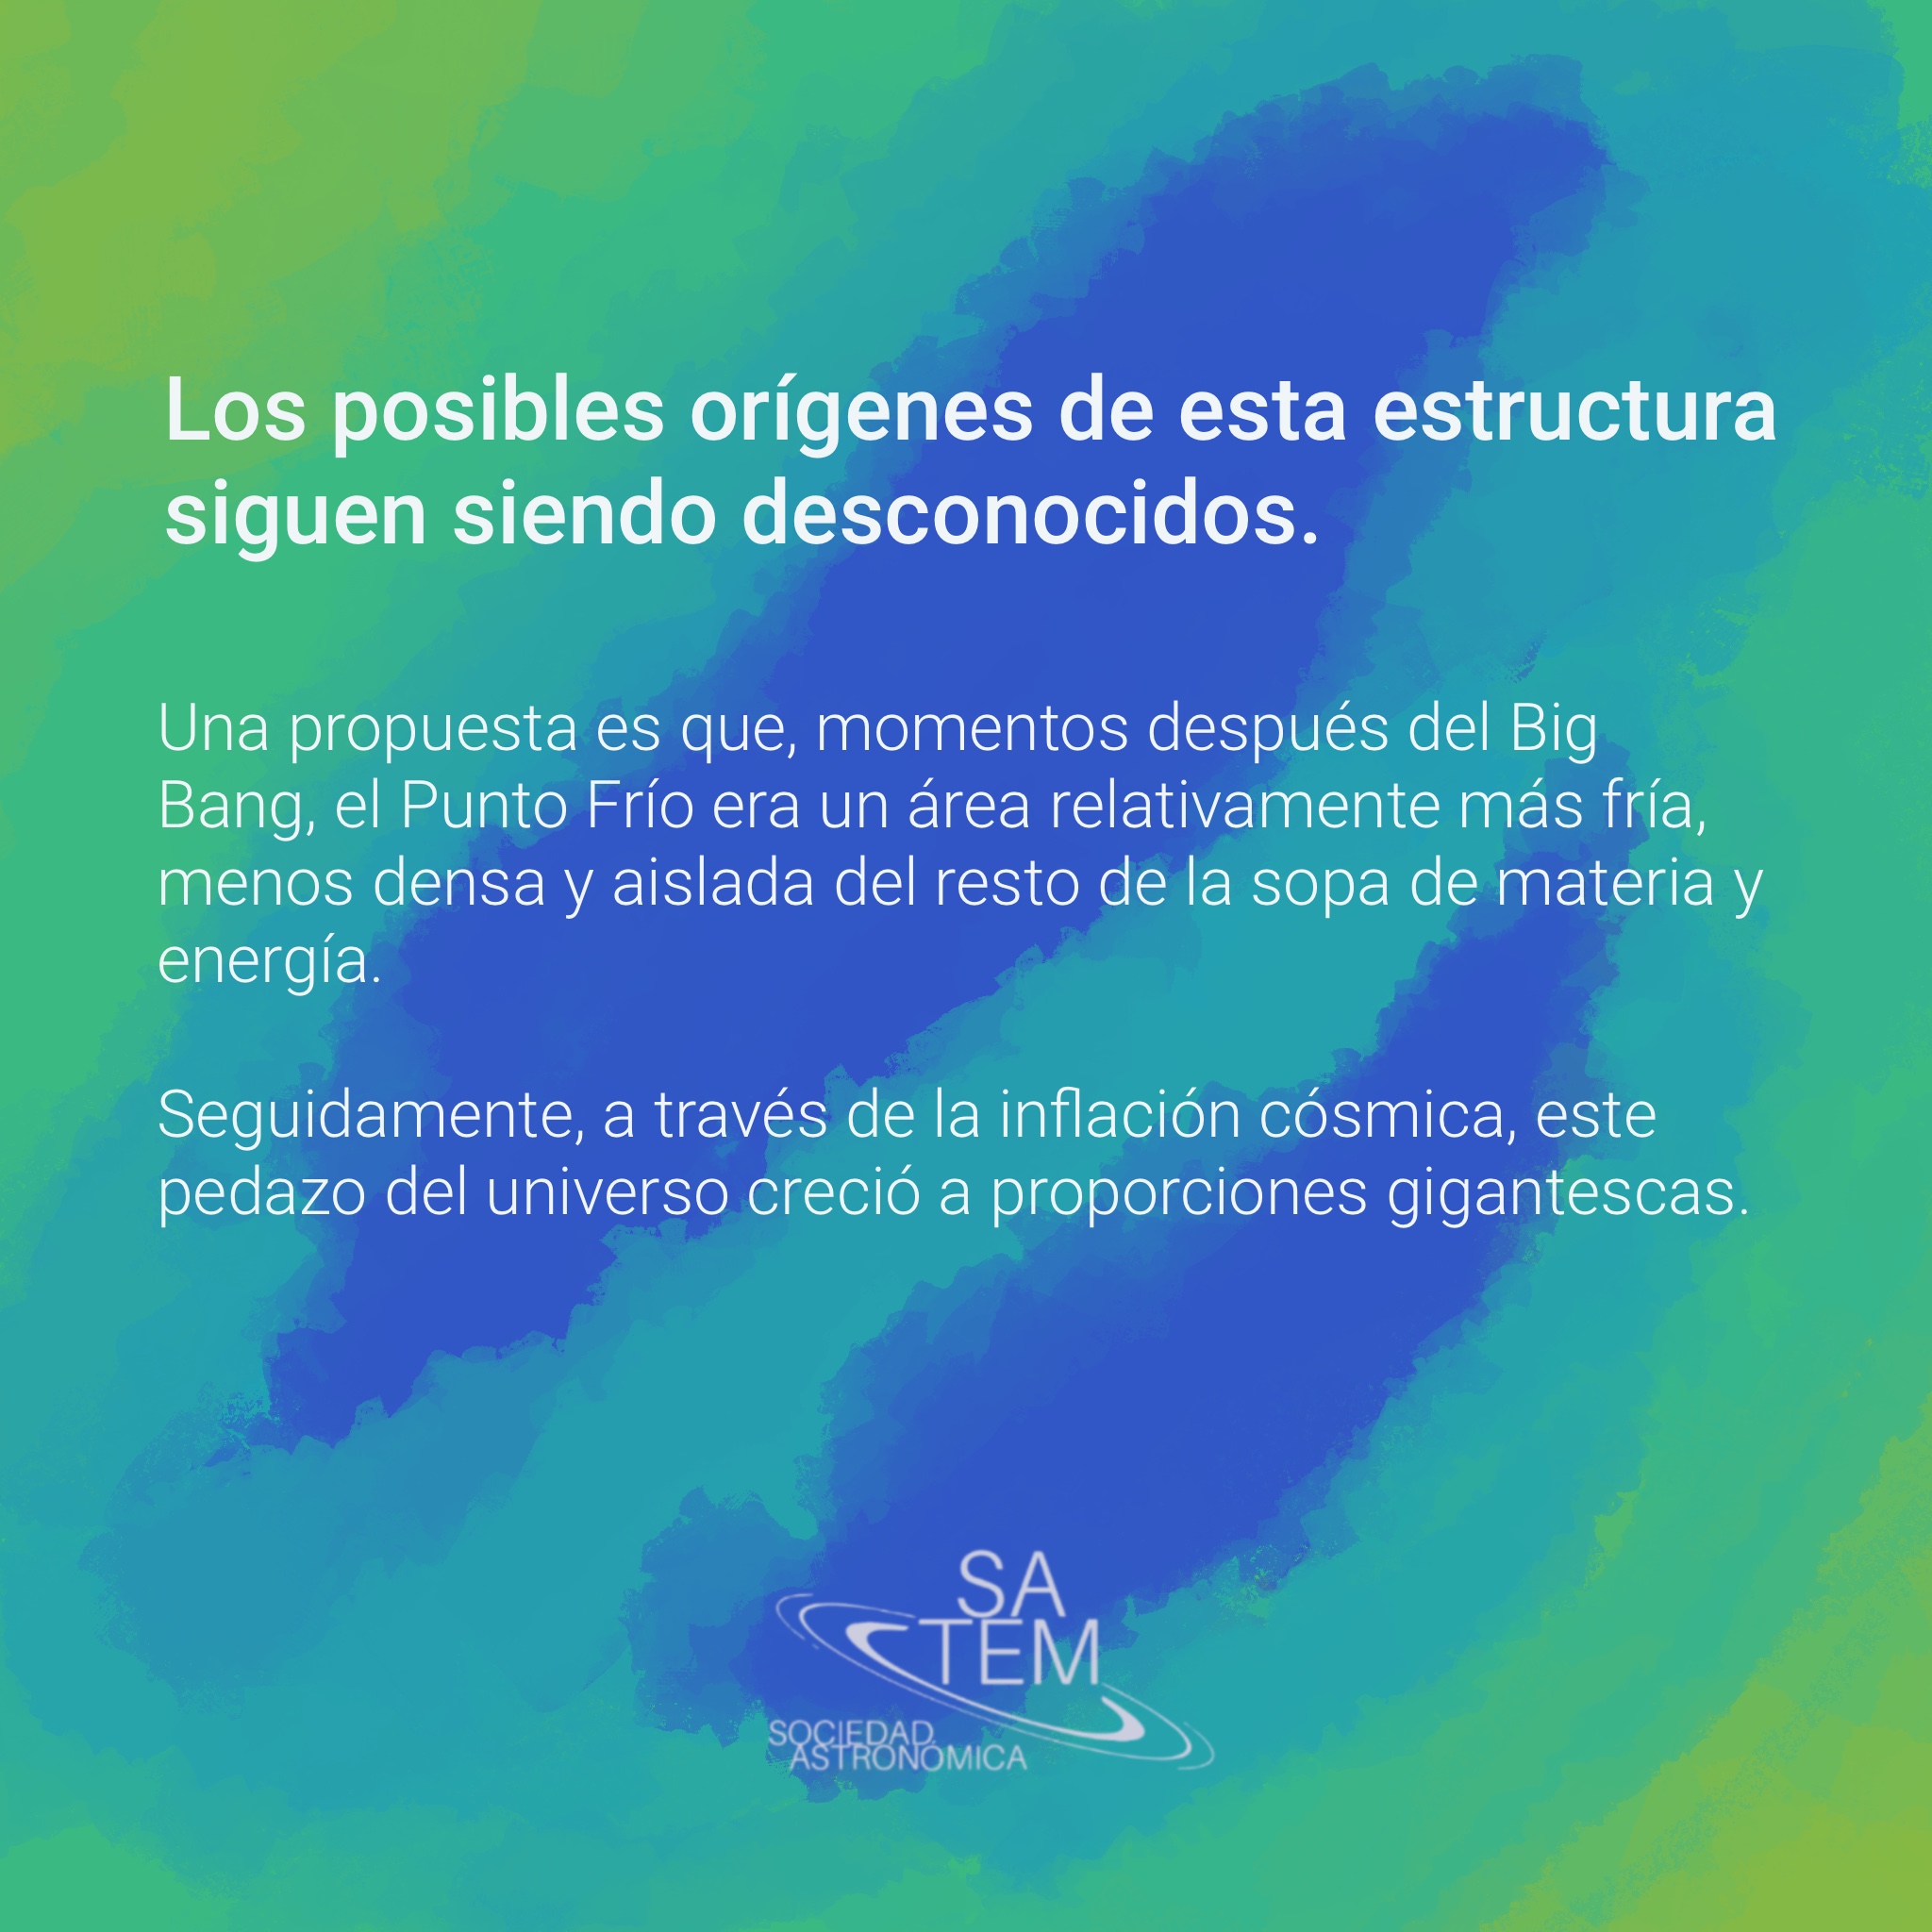 Los posibles orígenes de esta estructura
siguen siendo desconocidos.
Una propuesta es que, momentos después del Big
Bang, el Punto Frío era un área relativamente más fría,
menos densa y aislada del resto de la sopa de materia y
energía.
Seguidamente, a través de la inflación cósmica, este
pedazo del universo creció a proporciones gigantescas.
SA
TEM
SOCIEDAD
ASTRONÓMICA